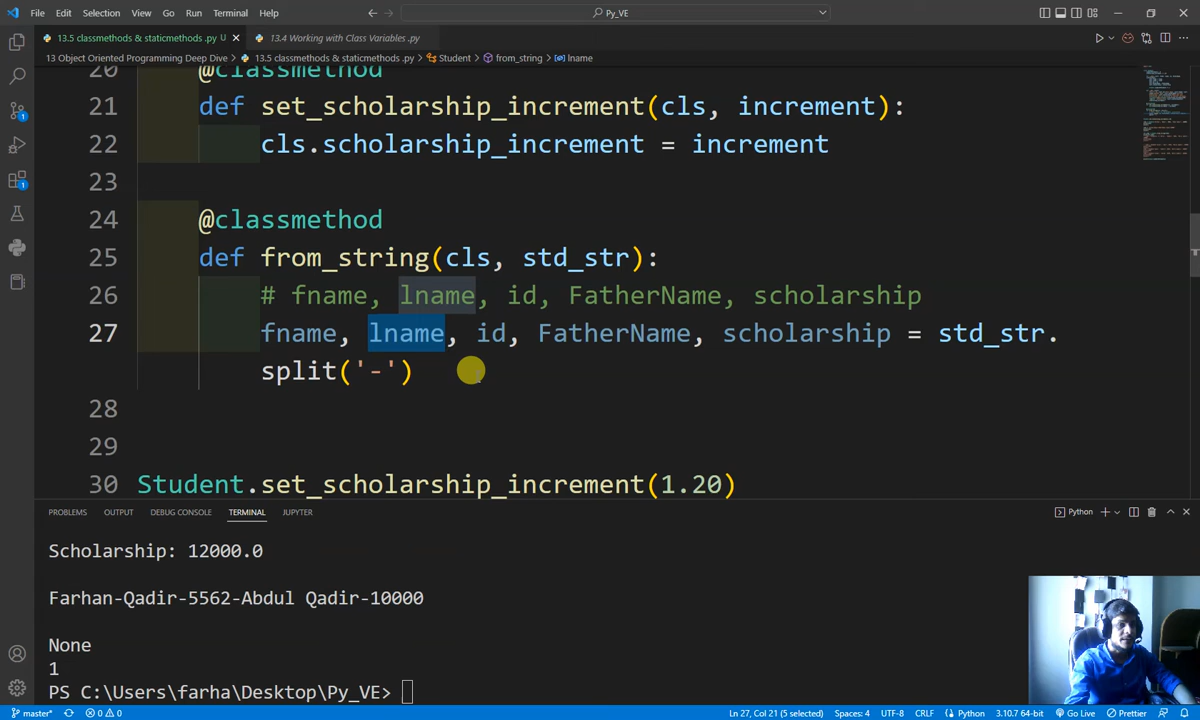 File Edit Selection View Go Run Terminal Help
Py_VE
13.5 classmethods & staticmethods .py U
13.4 Working with Class Variables .py
13 Object Oriented Programming Deep Dive > 13.5 classmethods & staticmethods .py > Student > from_string > lname
20 @classmethod
21 def set_scholarship_increment(cls, increment):
22 cls.scholarship_increment = increment
23
24 @classmethod
25 def from_string(cls, std_str):
26 # fname, lname, id, FatherName, scholarship
27 fname, lname, id, FatherName, scholarship = std_str.
split('-')
28
29
30 Student.set_scholarship_increment(1.20)
PROBLEMS OUTPUT DEBUG CONSOLE TERMINAL JUPYTER
Python
Scholarship: 12000.0
Farhan-Qadir-5562-Abdul Qadir-10000
None
1
PS C:\Users\farha\Desktop\Py_VE>
master* 0 0 Ln 27, Col 21 (5 selected) Spaces: 4 UTF-8 CRLF Python 3.10.7 64-bit Go Live Prettier